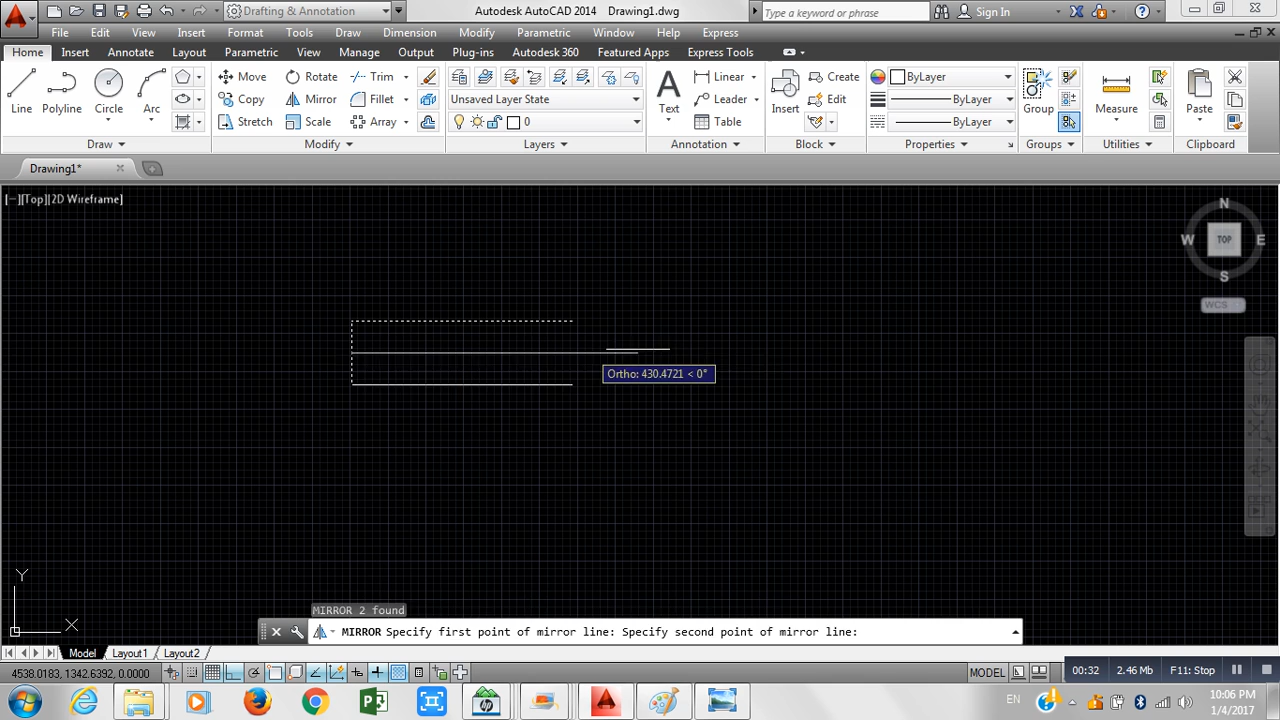 Drafting & Annotation
Autodesk AutoCAD 2014 Drawing1.dwg
Type a keyword or phrase
Sign In
File Edit View Insert Format Tools Draw Dimension Modify Parametric Window Help Express
Home Insert Annotate Layout Parametric View Manage Output Plug-ins Autodesk 360 Featured Apps Express Tools
Line Polyline Circle Arc
Move Rotate Trim
Copy Mirror Fillet
Stretch Scale Array
Unsaved Layer State
0
Text
Linear
Leader
Table
Insert
Create
Edit
ByLayer
ByLayer
ByLayer
Group
Measure
Paste
Draw Modify Layers Annotation Block Properties Groups Utilities Clipboard
Drawing1*
[−][Top][2D Wireframe]
N
W TOP E
S
WCS
Ortho: 430.4721 < 0°
Y
X
MIRROR 2 found
MIRROR Specify first point of mirror line: Specify second point of mirror line:
Model Layout1 Layout2
4538.0183, 1342.6392, 0.0000
MODEL
00:32 2.46 Mb F11: Stop
EN
10:06 PM
1/4/2017